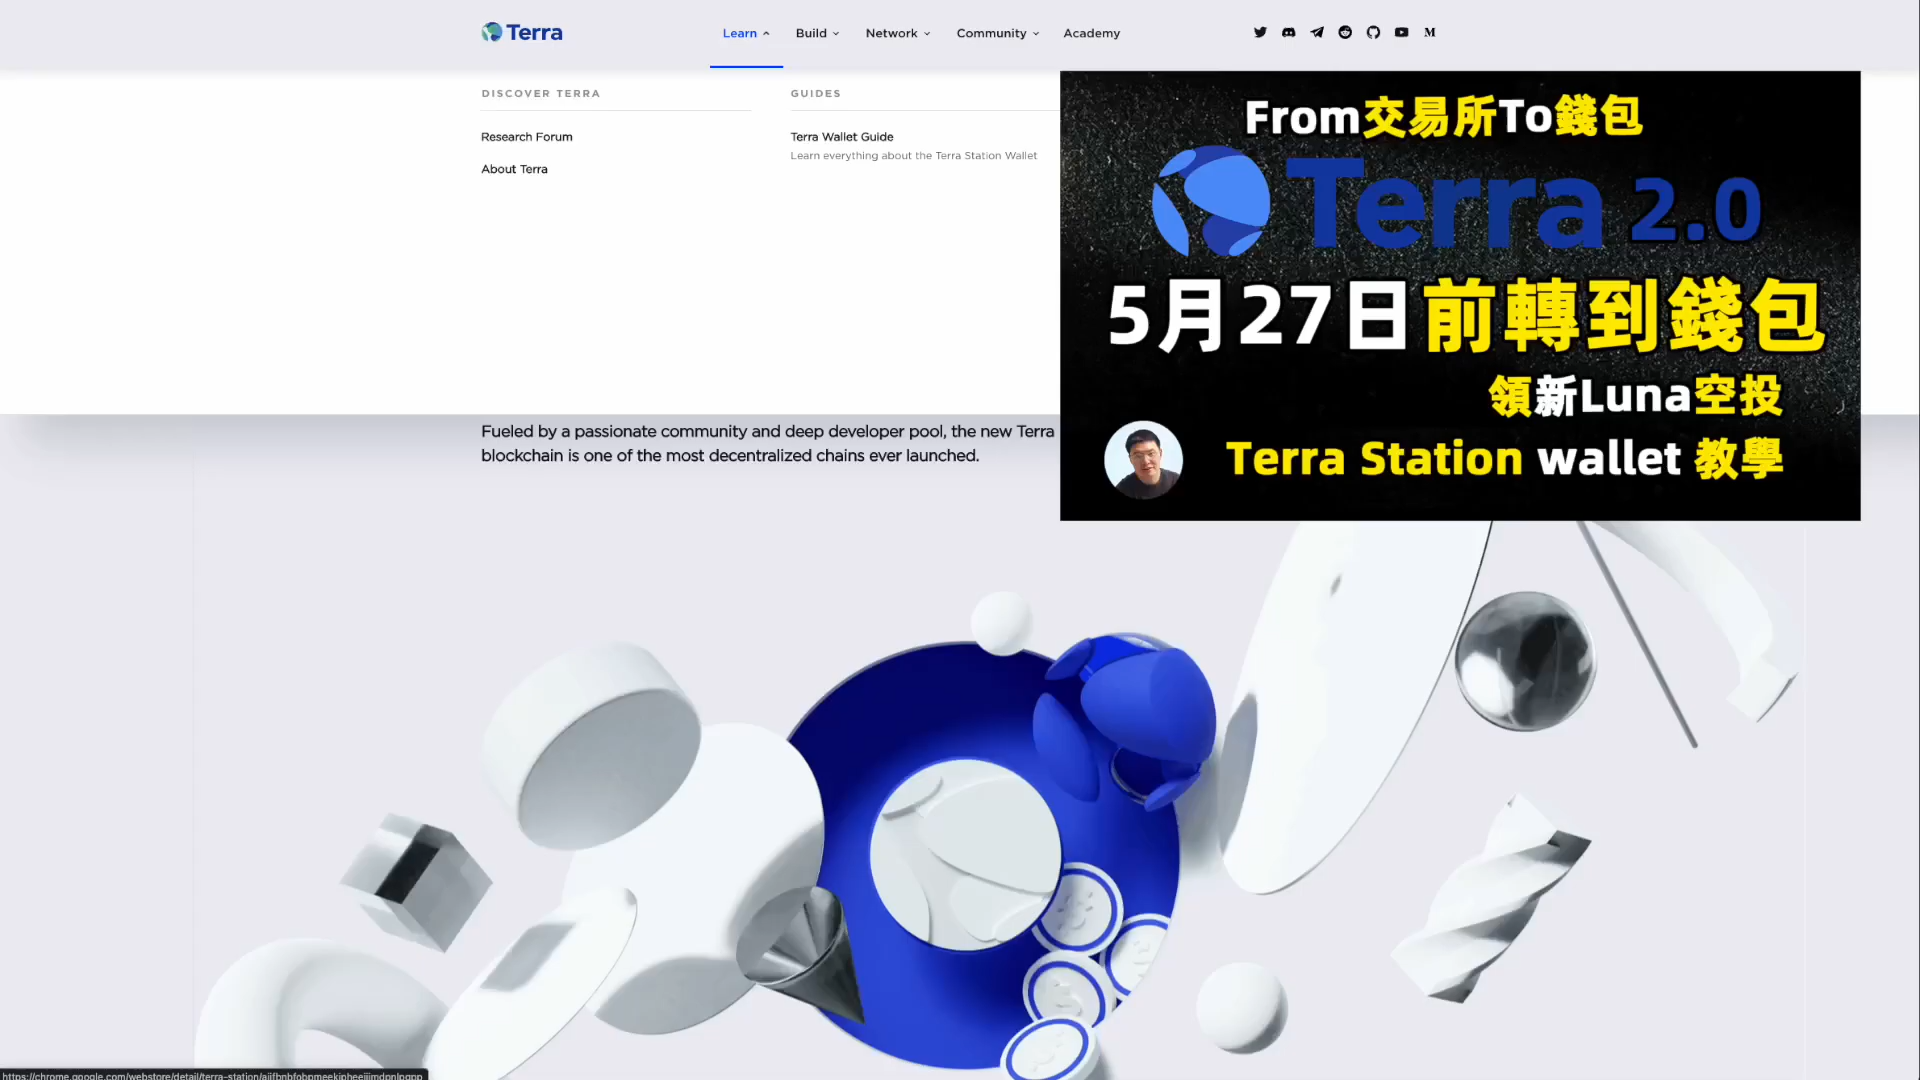 Terra
Learn
Build
Network
Community
Academy
DISCOVER TERRA
Research Forum
About Terra
GUIDES
Terra Wallet Guide
Learn everything about the Terra Station Wallet
From交易所To錢包
Terra 2.0
5月27日前轉到錢包
領新Luna空投
Terra Station wallet 教學
Fueled by a passionate community and deep developer pool, the new Terra
blockchain is one of the most decentralized chains ever launched.